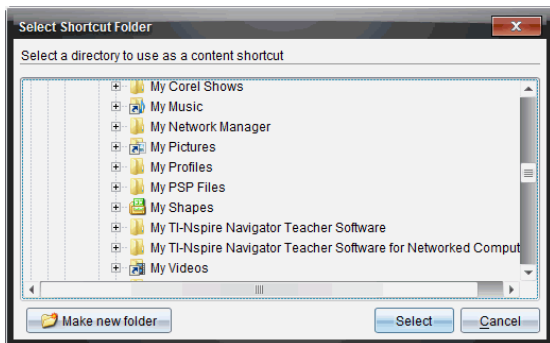 Select Shortcut Folder
Select a directory to use as a content shortcut
My Corel Shows
My Music
My Network Manager
My Pictures
My Profiles
My PSP Files
My Shapes
My TI-Nspire Navigator Teacher Software
My TI-Nspire Navigator Teacher Software for Networked Comput
My Videos
Make new folder
Select
Cancel